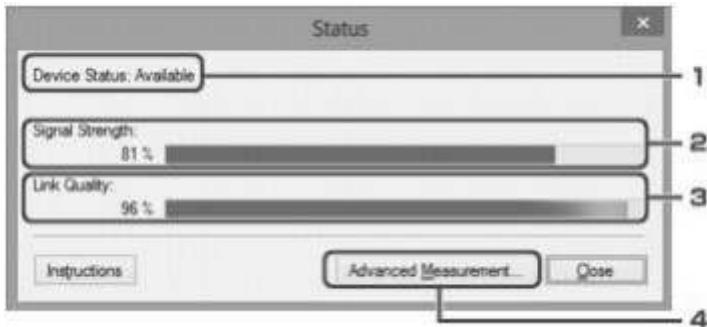 Status
Device Status: Available
1
Signal Strength:
81 %
2
Link Quality:
96 %
3
Instructions
Advanced Measurement...
Close
4